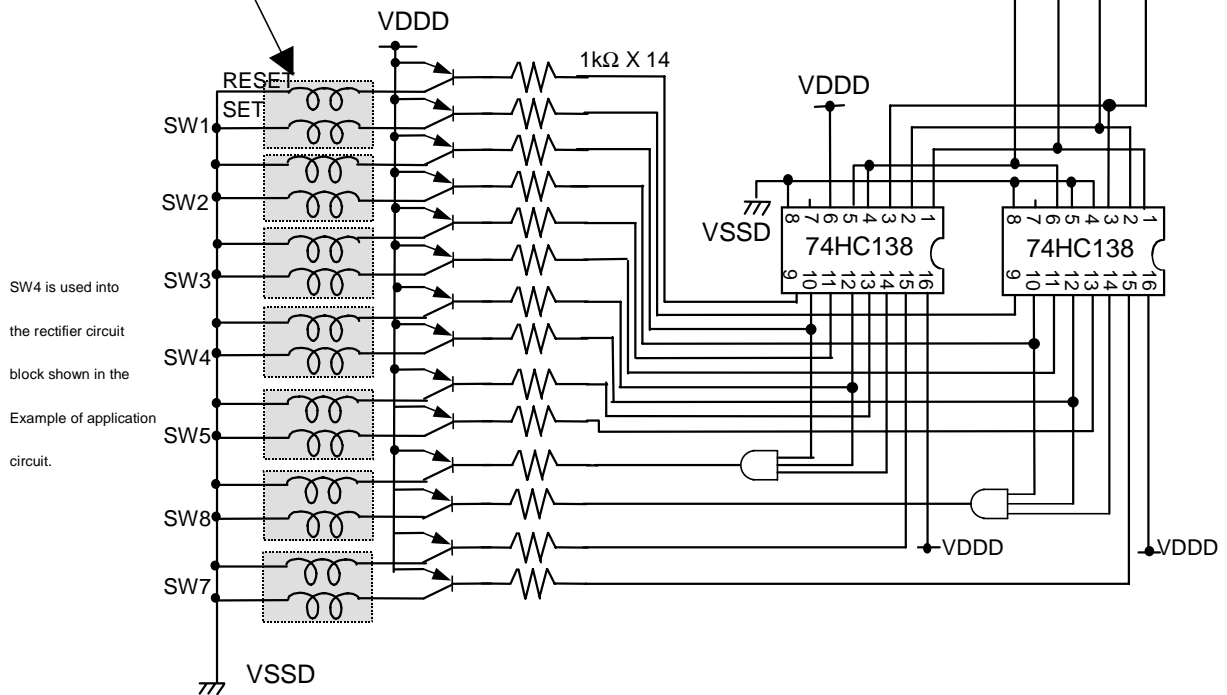 VDDD
RESET
SET
1kΩ X 14
VDDD
SW1
SW2
SW3
SW4
SW5
SW8
SW7
SW4 is used into
the rectifier circuit
block shown in the
Example of application
circuit.
VSSD
8 7 6 5 4 3 2 1
74HC138
9 10 11 12 13 14 15 16
8 7 6 5 4 3 2 1
74HC138
9 10 11 12 13 14 15 16
VDDD
VDDD
VSSD